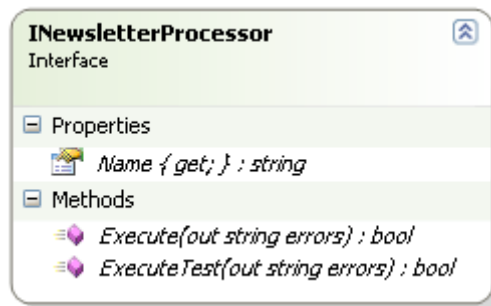 INewsletterProcessor
Interface
Properties
Name { get; } : string
Methods
Execute(out string errors) : bool
ExecuteTest(out string errors) : bool